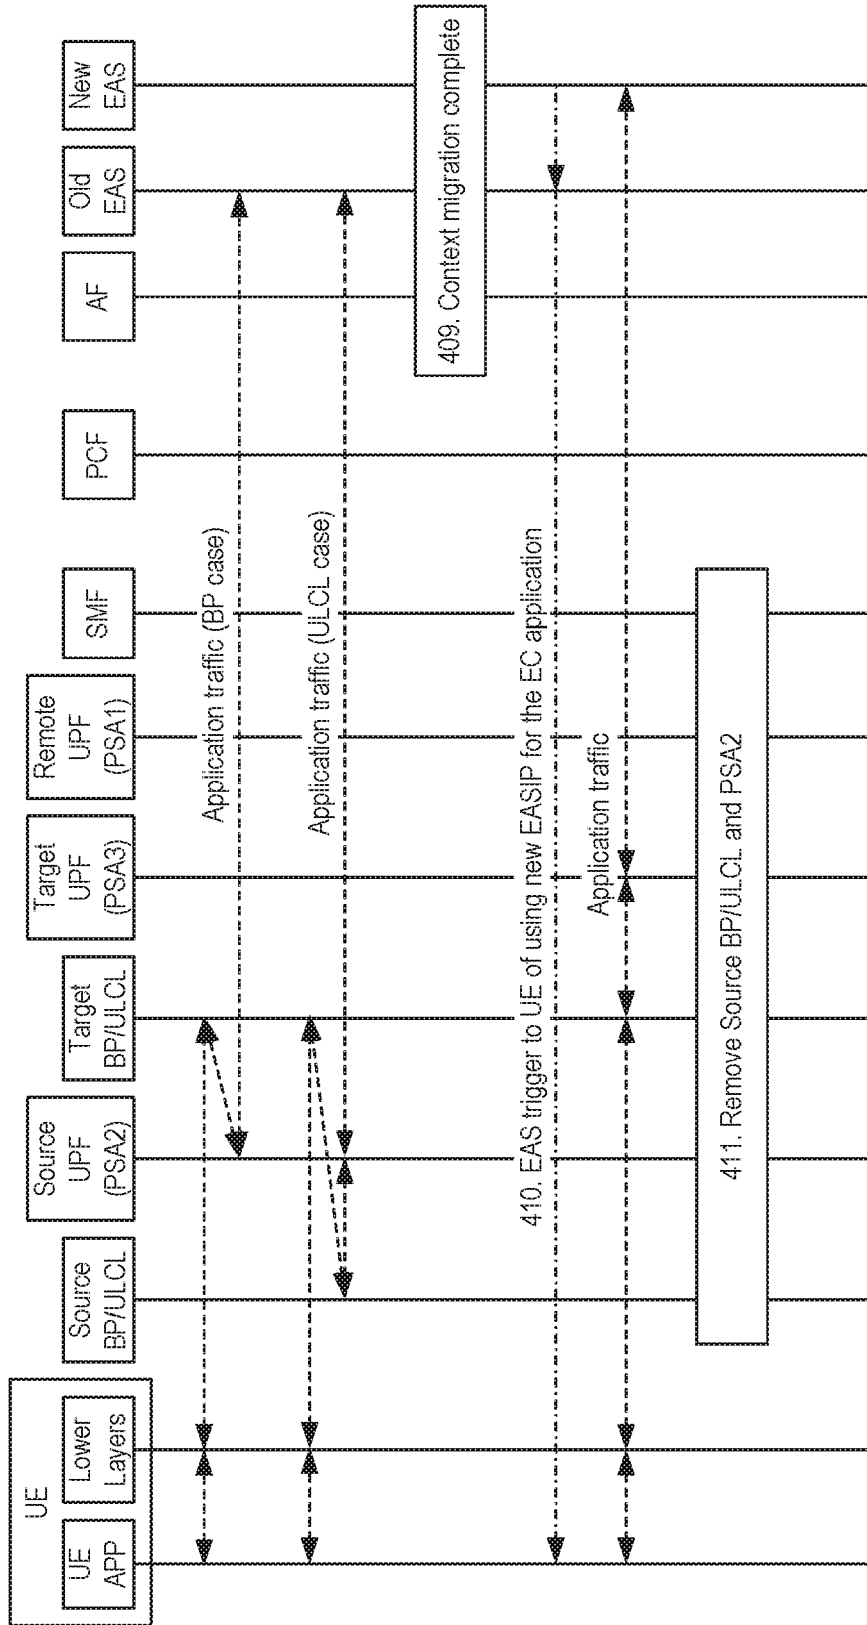 UE
UE
APP
Lower
Layers
Source
BP/ULCL
Source
UPF
(PSA2)
Target
BP/ULCL
Target
UPF
(PSA3)
Remote
UPF
(PSA1)
SMF
PCF
AF
Old
EAS
New
EAS
Application traffic (BP case)
Application traffic (ULCL case)
409. Context migration complete
410. EAS trigger to UE of using new EASIP for the EC application
Application traffic
411. Remove Source BP/ULCL and PSA2